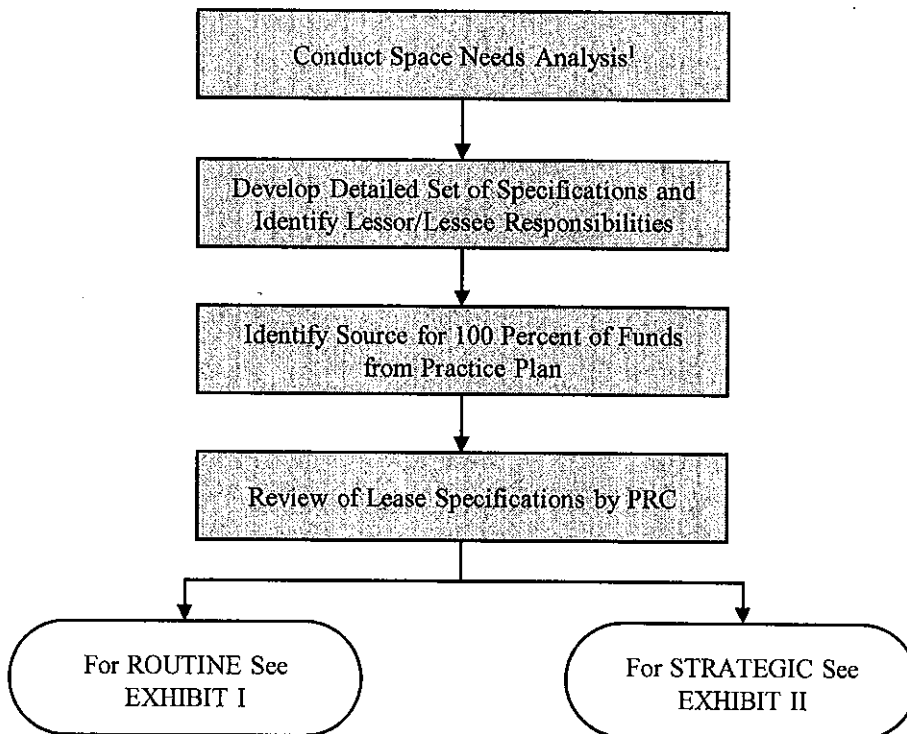 Conduct Space Needs Analysis¹
Develop Detailed Set of Specifications and
Identify Lessor/Lessee Responsibilities
Identify Source for 100 Percent of Funds
from Practice Plan
Review of Lease Specifications by PRC
For ROUTINE See
EXHIBIT I
For STRATEGIC See
EXHIBIT II